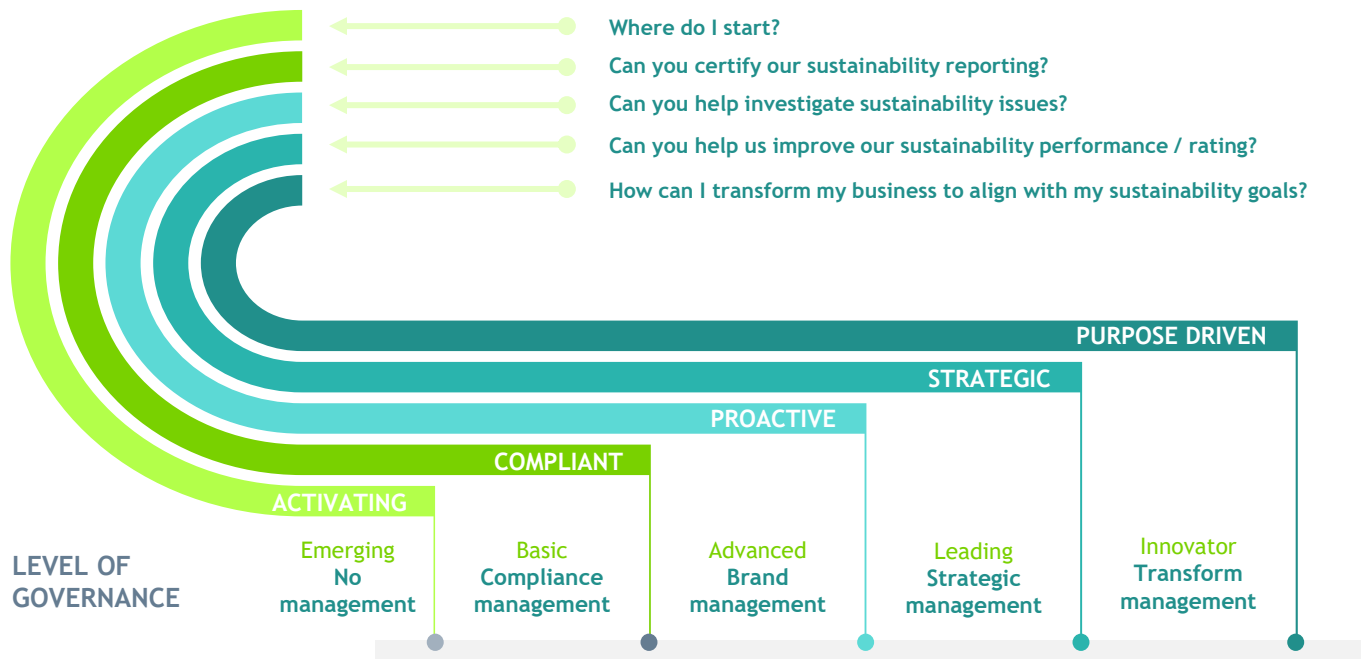 Where do I start?
Can you certify our sustainability reporting?
Can you help investigate sustainability issues?
Can you help us improve our sustainability performance / rating?
How can I transform my business to align with my sustainability goals?
PURPOSE DRIVEN
STRATEGIC
PROACTIVE
COMPLIANT
ACTIVATING
LEVEL OF
GOVERNANCE
Emerging
No
management
Basic
Compliance
management
Advanced
Brand
management
Leading
Strategic
management
Innovator
Transform
management